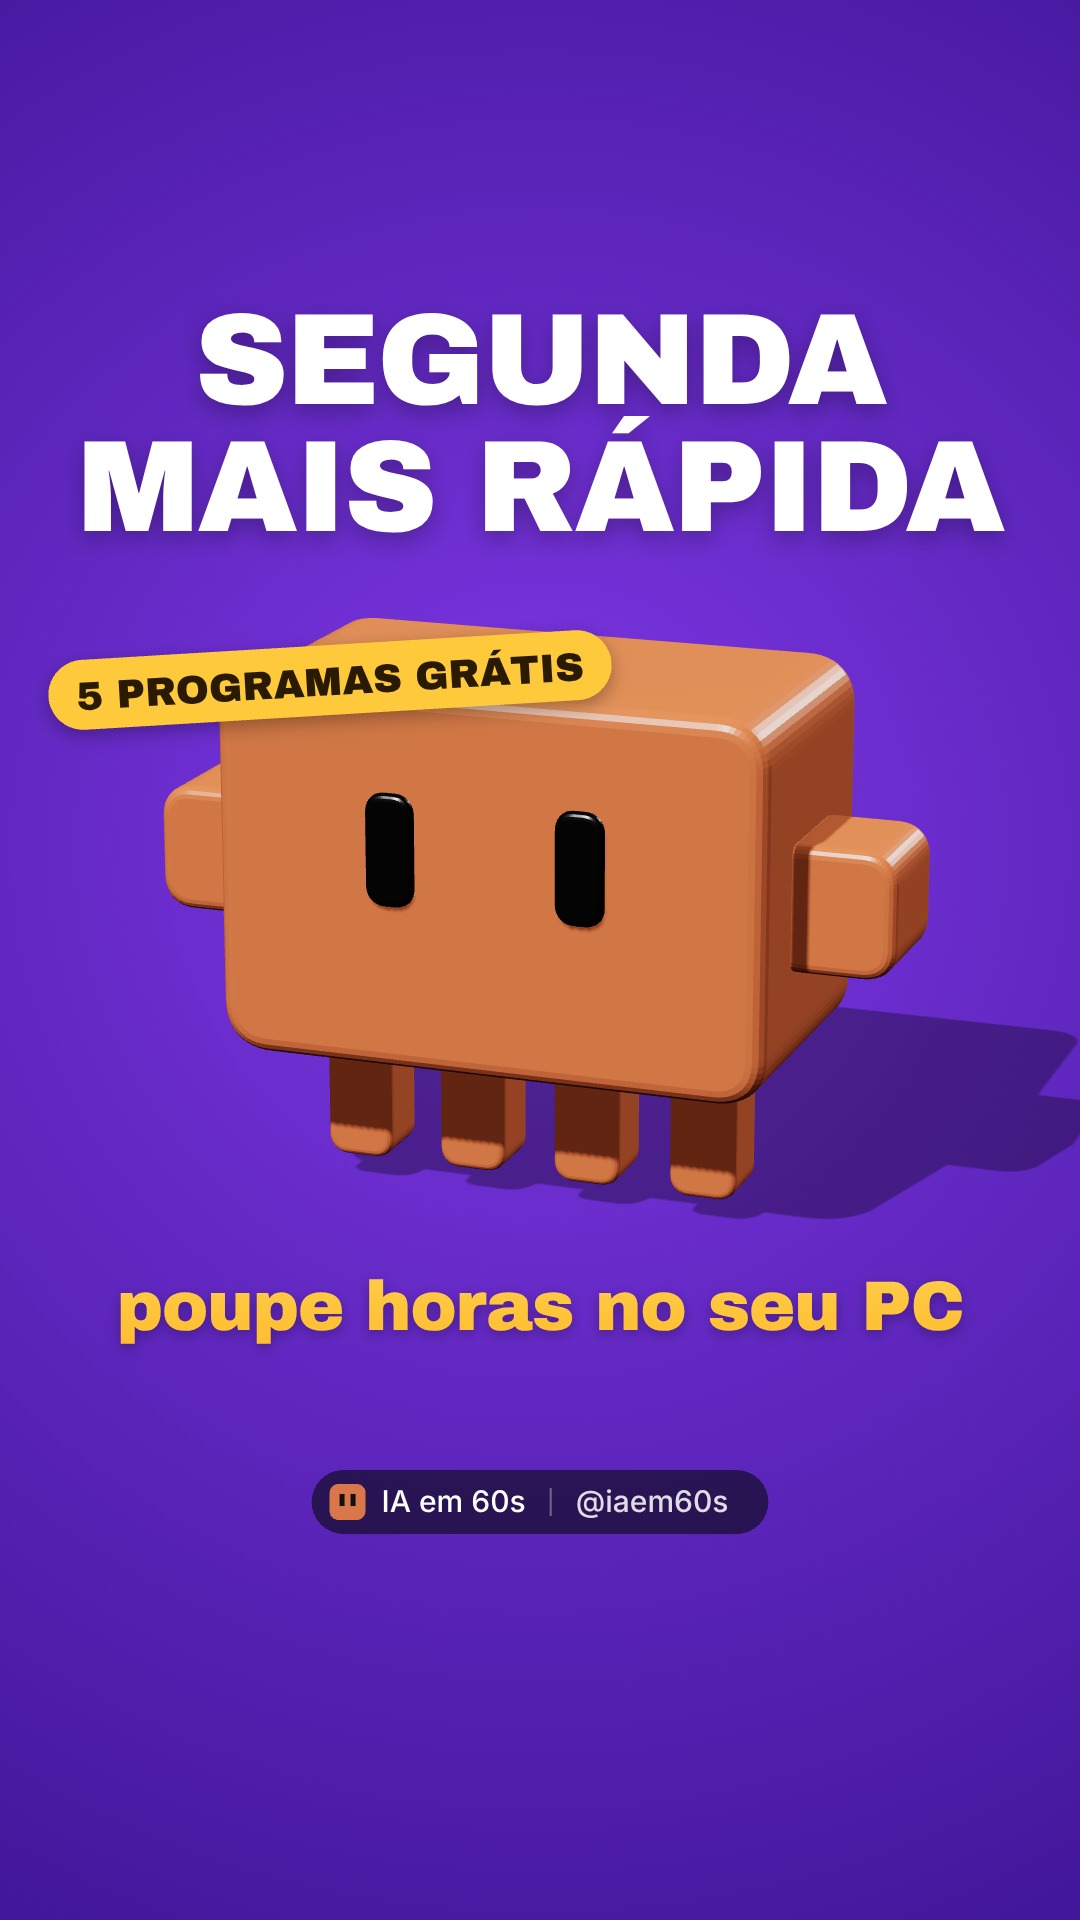 SEGUNDA
MAIS RÁPIDA
5 PROGRAMAS GRÁTIS
poupe horas no seu PC
IA em 60s | @iaem60s